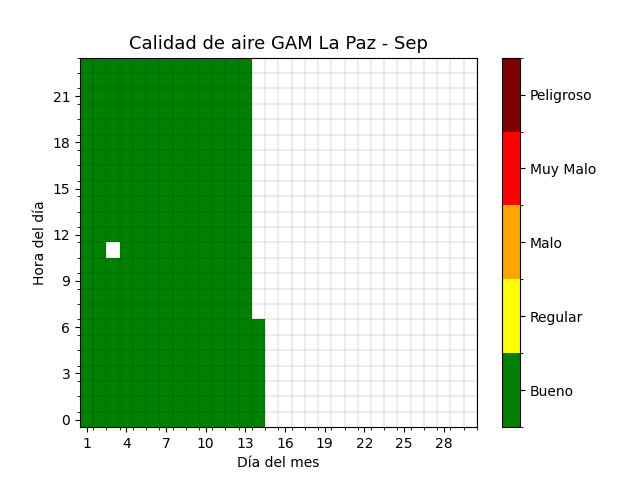 Calidad de aire GAM La Paz - Sep
Hora del día
21
18
15
12
9
6
3
0
1 4 7 10 13 16 19 22 25 28
Día del mes
Peligroso
Muy Malo
Malo
Regular
Bueno